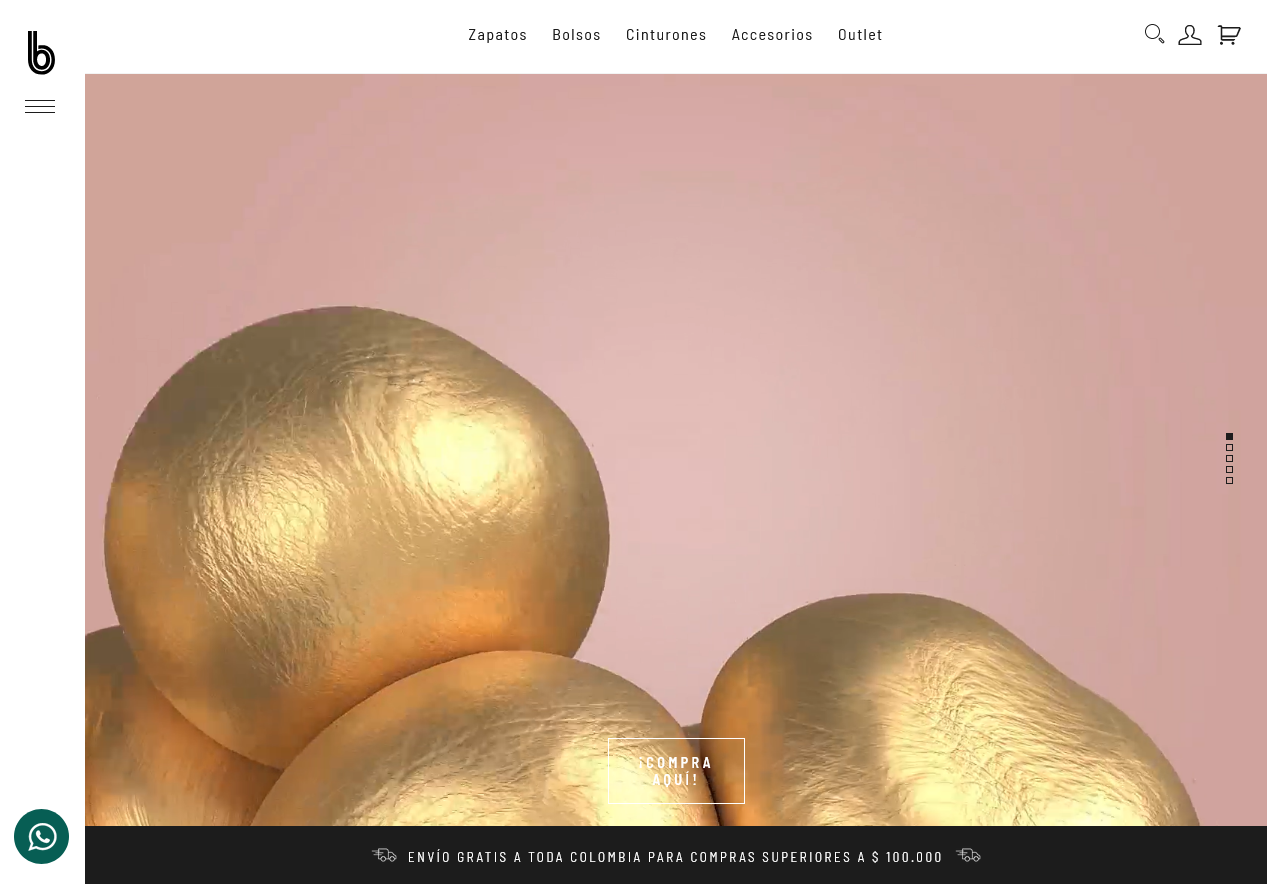 b
Zapatos Bolsos Cinturones Accesorios Outlet
¡COMPRA
AQUÍ!
ENVÍO GRATIS A TODA COLOMBIA PARA COMPRAS SUPERIORES A $ 100.000